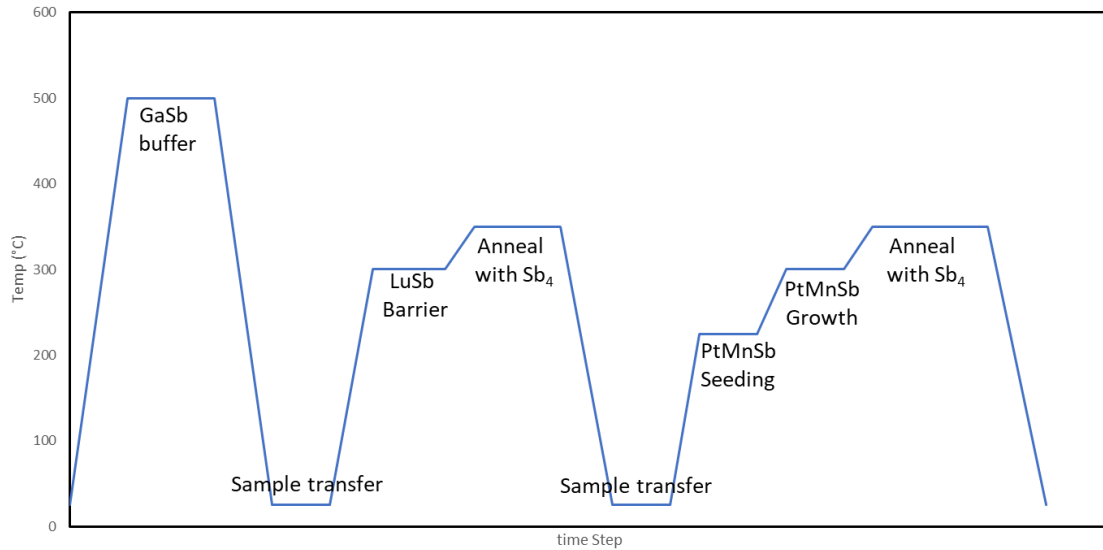 600
500
400
300
200
100
0
Temp (°C)
GaSb
buffer
Sample transfer
LuSb
Barrier
Anneal
with Sb₄
Sample transfer
PtMnSb
Seeding
PtMnSb
Growth
Anneal
with Sb₄
time Step